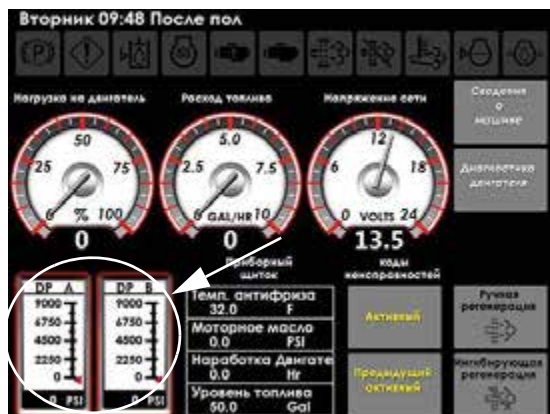 Вторник 09:48 После пол
Нагрузка на двигатель
Расход топлива
Напряжение сети
Сведения
о
машине
Диагностика
двигателя
50
25
75
0
%
100
0
5.0
2.5
7.5
0
GAL/HR
10
0
12
6
18
0
VOLTS
24
13.5
Приборный
щиток
коды
неисправностей
DP A
9000
6750
4500
2250
0
0 PSI
DP B
9000
6750
4500
2250
0
0 PSI
Темп. антифриза
32.0 F
Моторное масло
0.0 PSI
Наработка Двигате
0.0 Hr
Уровень топлива
50.0 Gal
Активный
Предыдущий
активный
Ручная
регенерация
Ингибирующая
регенерация